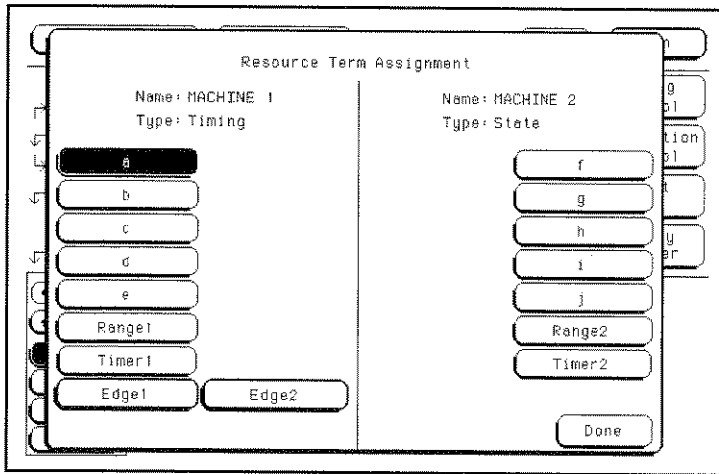 Resource Term Assignment
Name: MACHINE 1
Type: Timing
Name: MACHINE 2
Type: State
a
b
c
d
e
Range1
Timer1
Edge1
Edge2
f
g
h
i
j
Range2
Timer2
Done